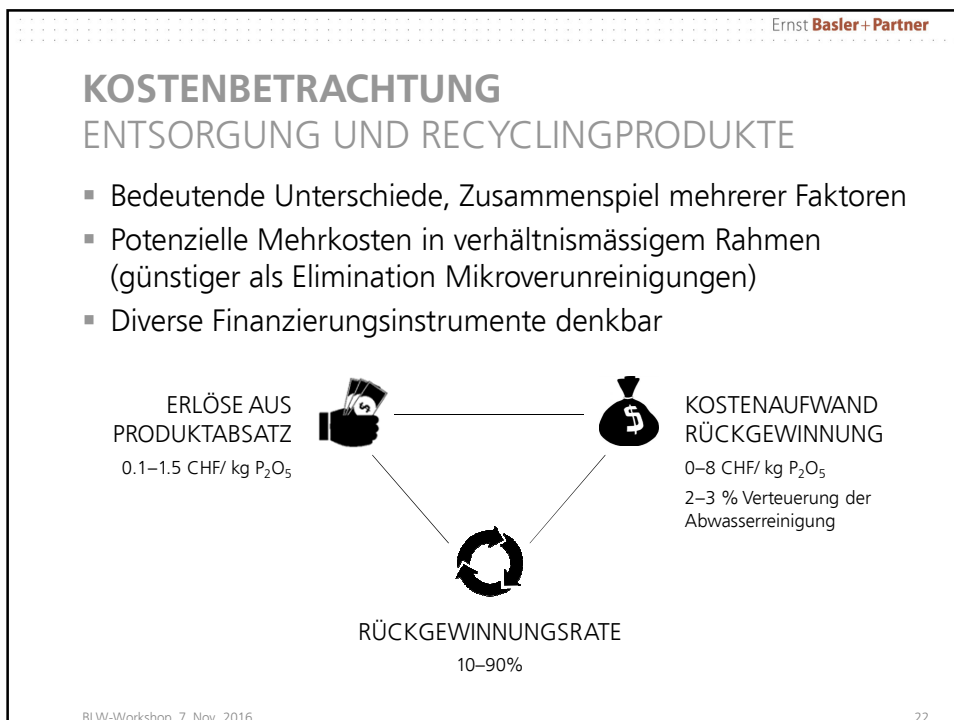 Ernst Basler + Partner
KOSTENBETRACHTUNG
ENTSORGUNG UND RECYCLINGPRODUKTE
▪ Bedeutende Unterschiede, Zusammenspiel mehrerer Faktoren
▪ Potenzielle Mehrkosten in verhältnismässigem Rahmen
(günstiger als Elimination Mikroverunreinigungen)
▪ Diverse Finanzierungsinstrumente denkbar
ERLÖSE AUS
PRODUKTABSATZ
0.1–1.5 CHF/ kg P₂O₅
KOSTENAUFWAND
RÜCKGEWINNUNG
0–8 CHF/ kg P₂O₅
2–3 % Verteuerung der
Abwasserreinigung
RÜCKGEWINNUNGSRATE
10–90%
BLW-Workshop, 7. Nov. 2016
22